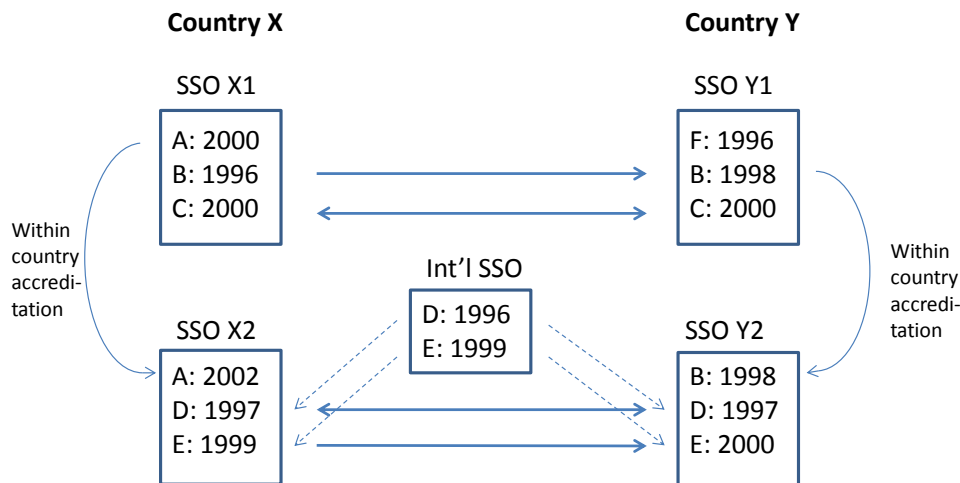 Country X
Country Y
SSO X1
SSO Y1
A: 2000
B: 1996
C: 2000
F: 1996
B: 1998
C: 2000
Within
country
accredi-
tation
Within
country
accredi-
tation
Int'l SSO
D: 1996
E: 1999
SSO X2
SSO Y2
A: 2002
D: 1997
E: 1999
B: 1998
D: 1997
E: 2000